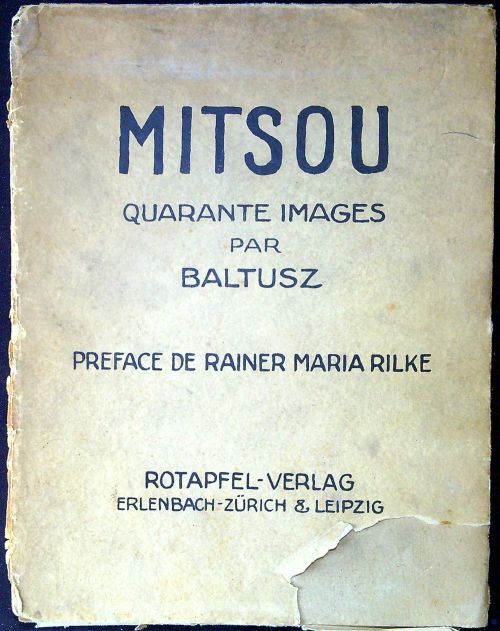 MITSOU
QUARANTE IMAGES
PAR
BALTUSZ
PREFACE DE RAINER MARIA RILKE
ROTAPFEL-VERLAG
ERLENBACH-ZÜRICH & LEIPZIG